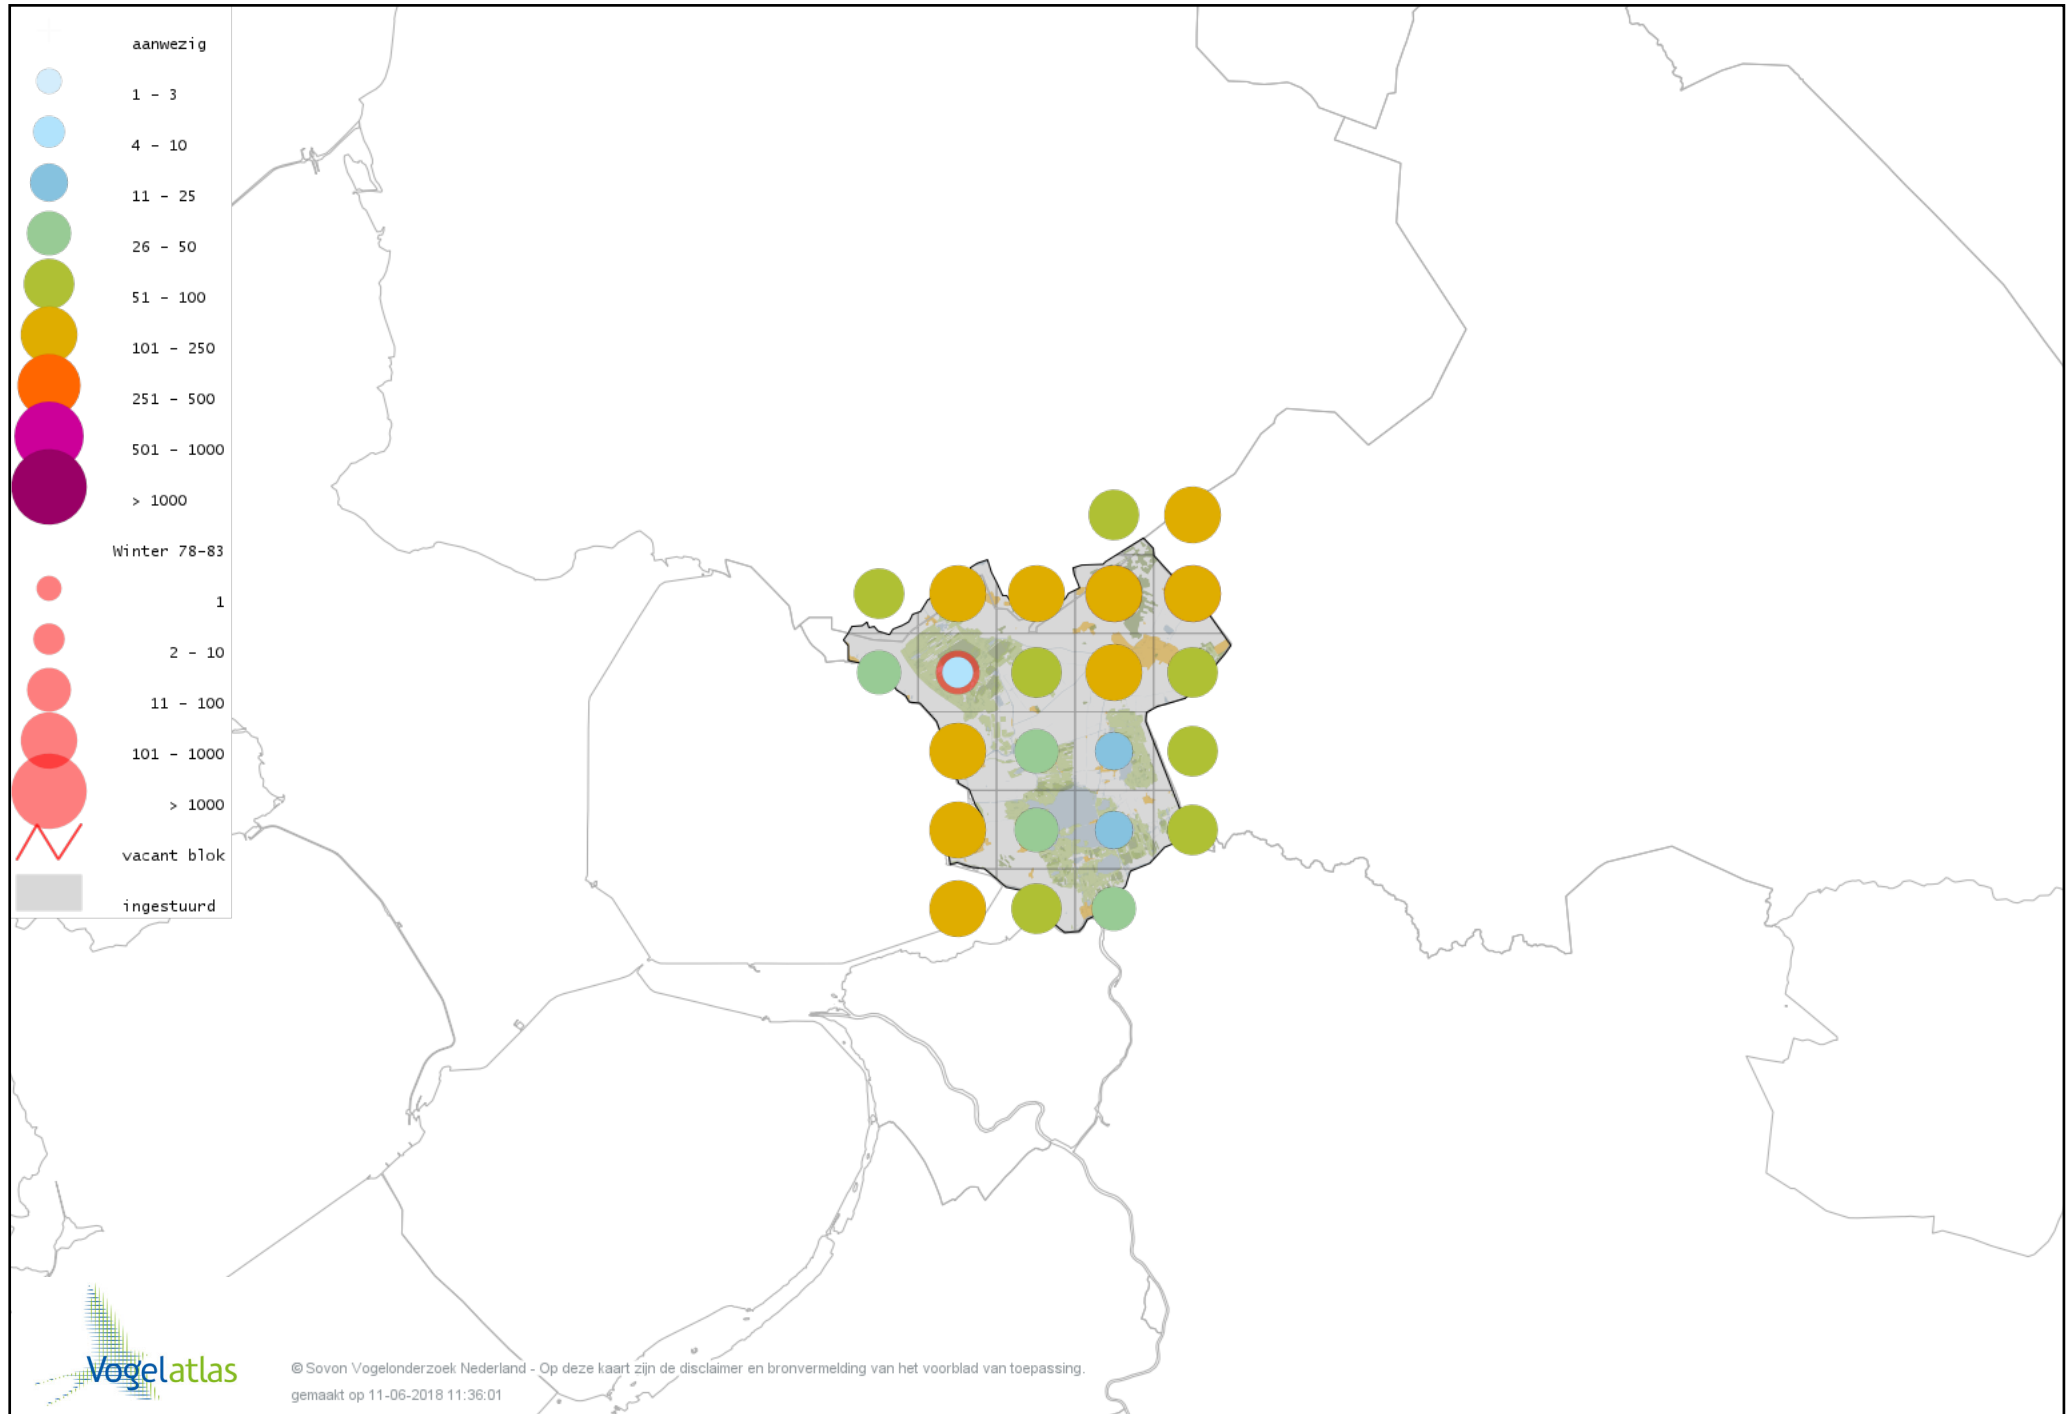 aanwezig
1 - 3
4 - 10
11 - 25
26 - 50
51 - 100
101 - 250
251 - 500
501 - 1000
> 1000
Winter 78-83
1
2 - 10
11 - 100
101 - 1000
> 1000
vacant blok
ingestuurd
Vogelatlas
© Sovon Vogelonderzoek Nederland - Op deze kaart zijn de disclaimer en bronvermelding van het voorblad van toepassing.
gemaakt op 11-06-2018 11:36:01